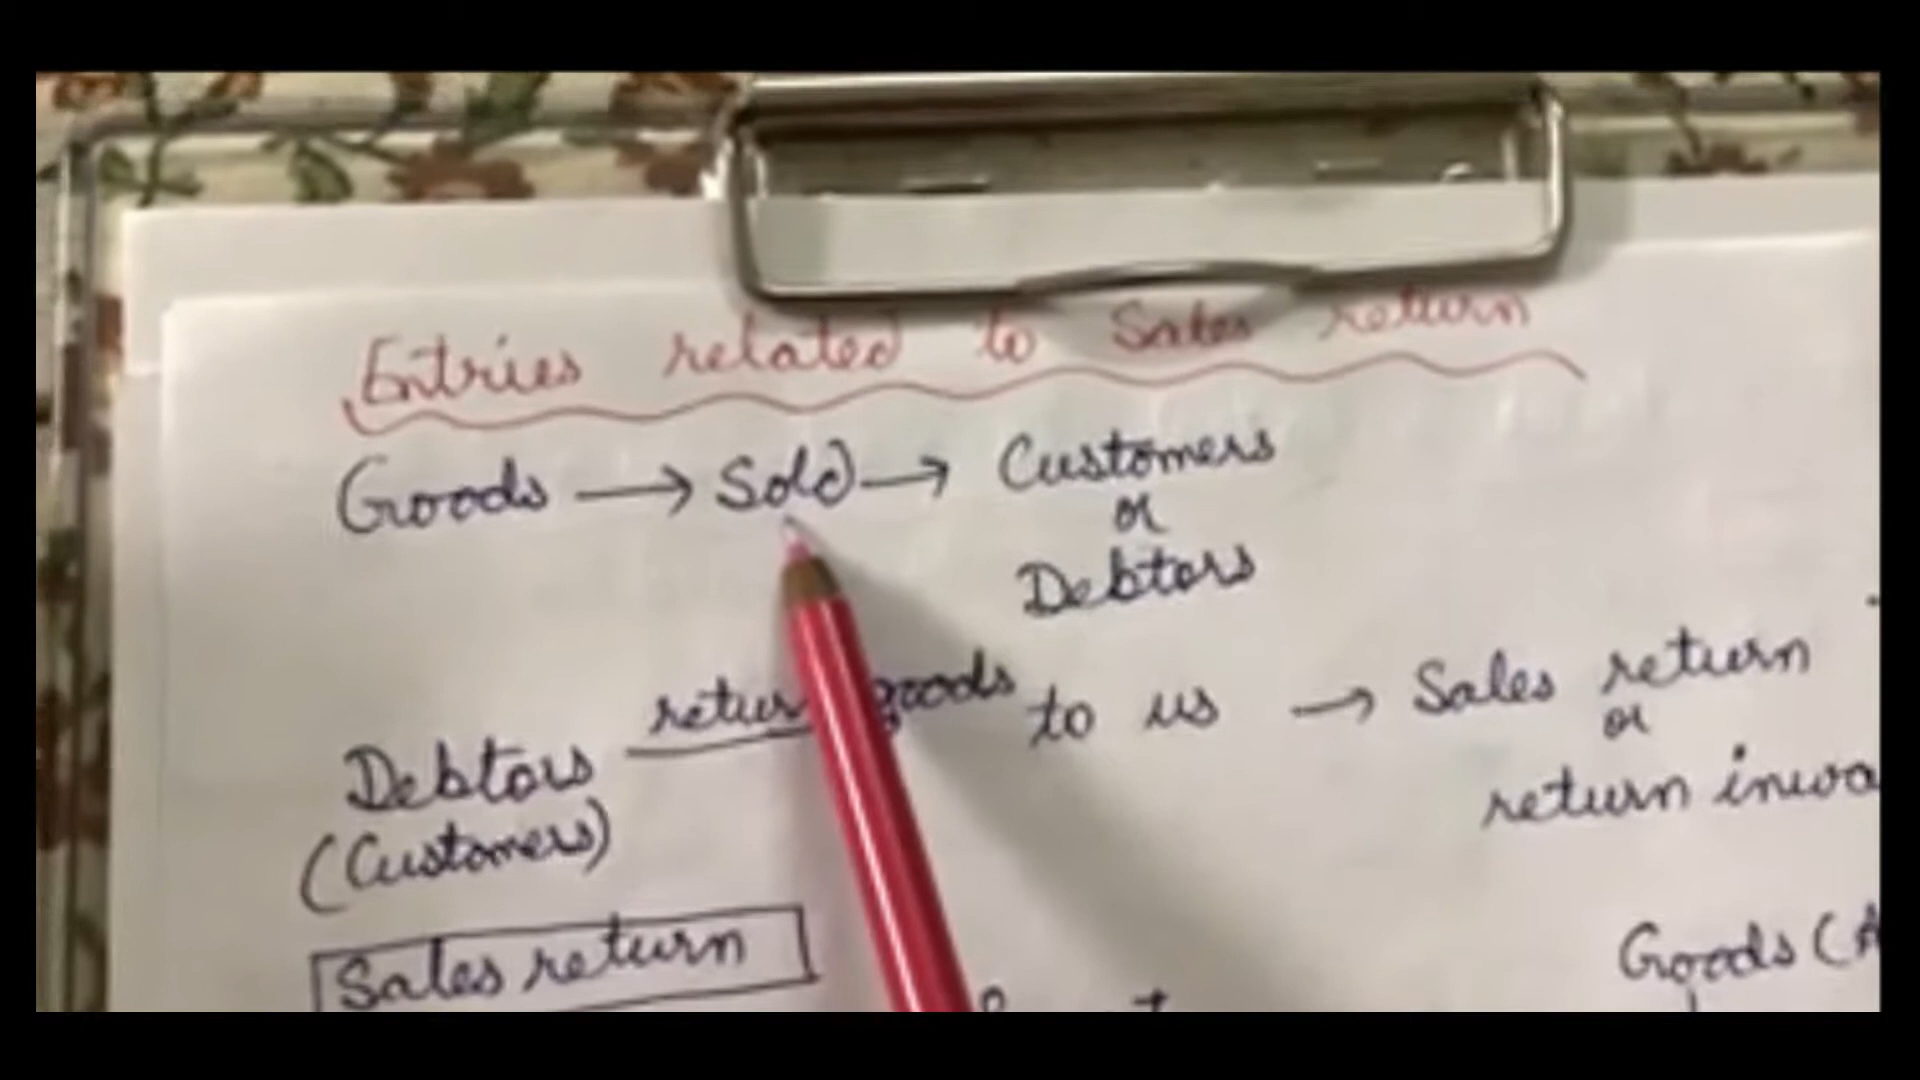 Entries related to Sales return
Goods → Sold → Customers
or
Debtors
Debtors return goods to us → Sales return
or
return
(Customers)
Sales return
Goods